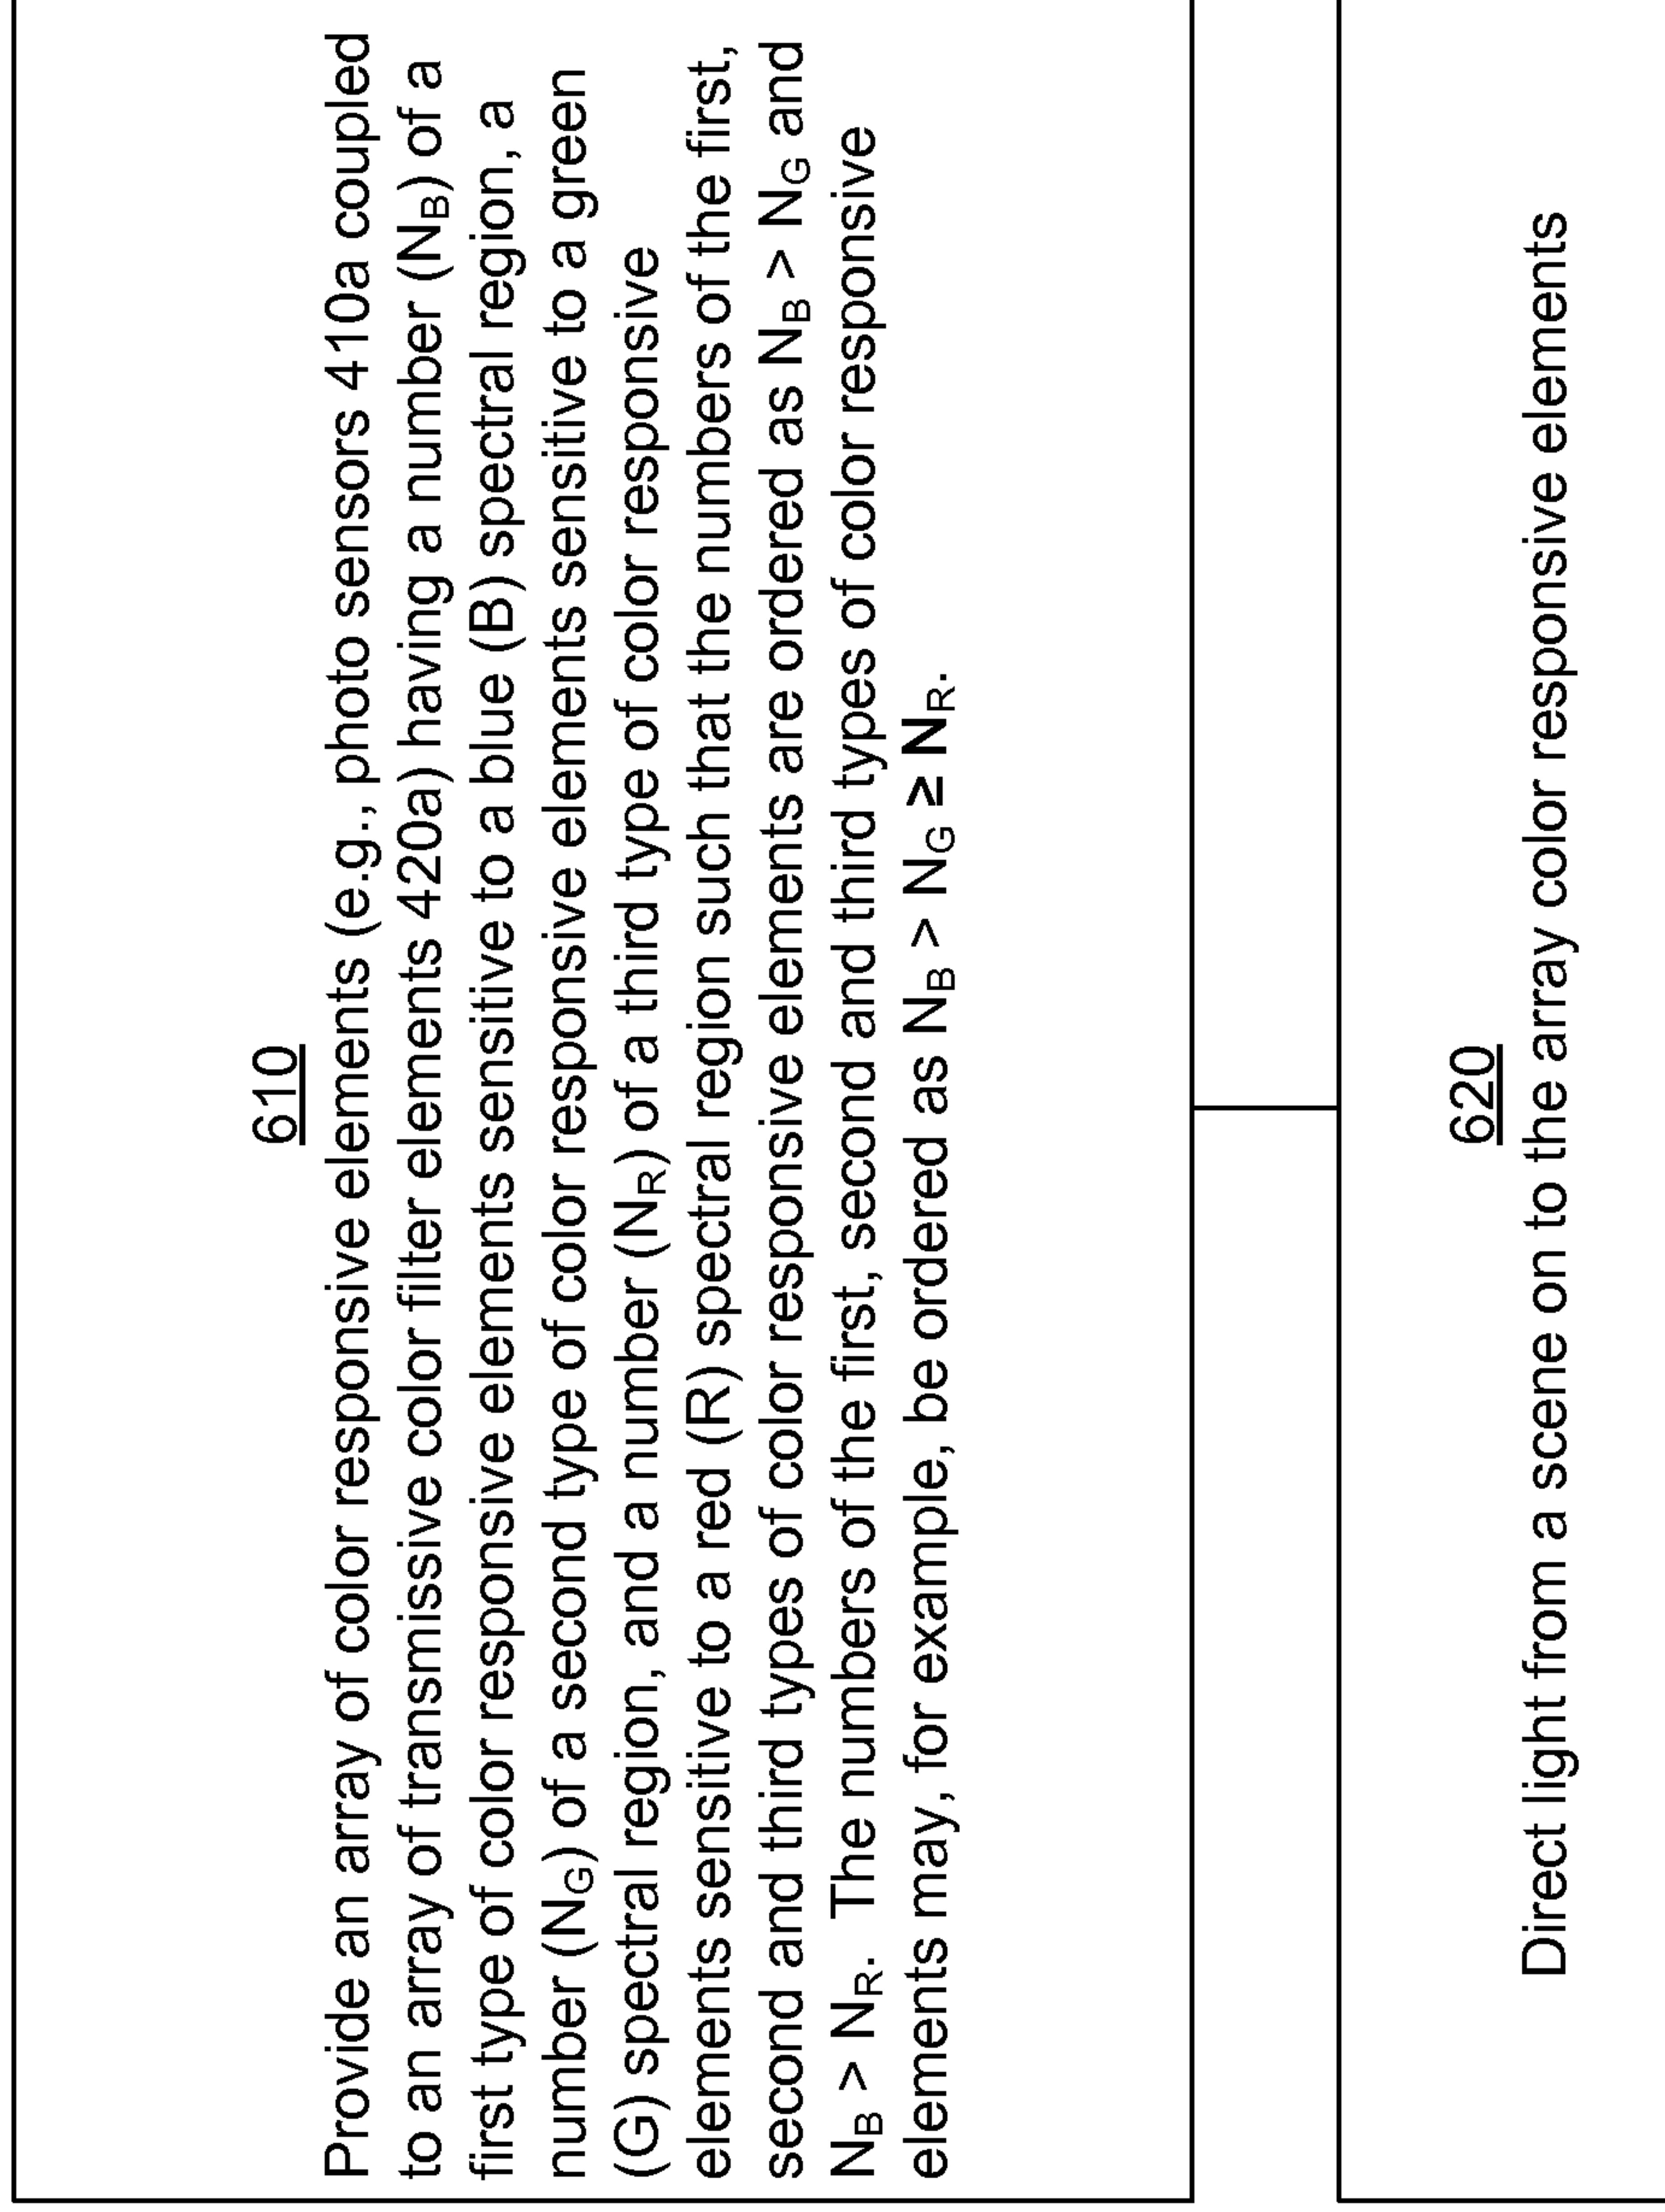 610
Provide an array of color responsive elements (e.g., photo sensors 410a coupled
to an array of transmissive color filter elements 420a) having a number (NB) of a
first type of color responsive elements sensitive to a blue (B) spectral region, a
number (NG) of a second type of color responsive elements sensitive to a green
(G) spectral region, and a number (NR) of a third type of color responsive
elements sensitive to a red (R) spectral region such that the numbers of the first,
second and third types of color responsive elements are ordered as NB > NG and
NB > NR.  The numbers of the first, second and third types of color responsive
elements may, for example, be ordered as NB > NG ≥ NR.
620
Direct light from a scene on to the array color responsive elements